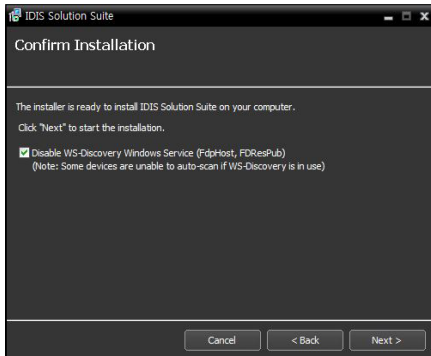 IDIS Solution Suite
Confirm Installation
The installer is ready to install IDIS Solution Suite on your computer.
Click "Next" to start the installation.
Disable WS-Discovery Windows Service (FdpHost, FDResPub)
(Note: Some devices are unable to auto-scan if WS-Discovery is in use)
Cancel
< Back
Next >